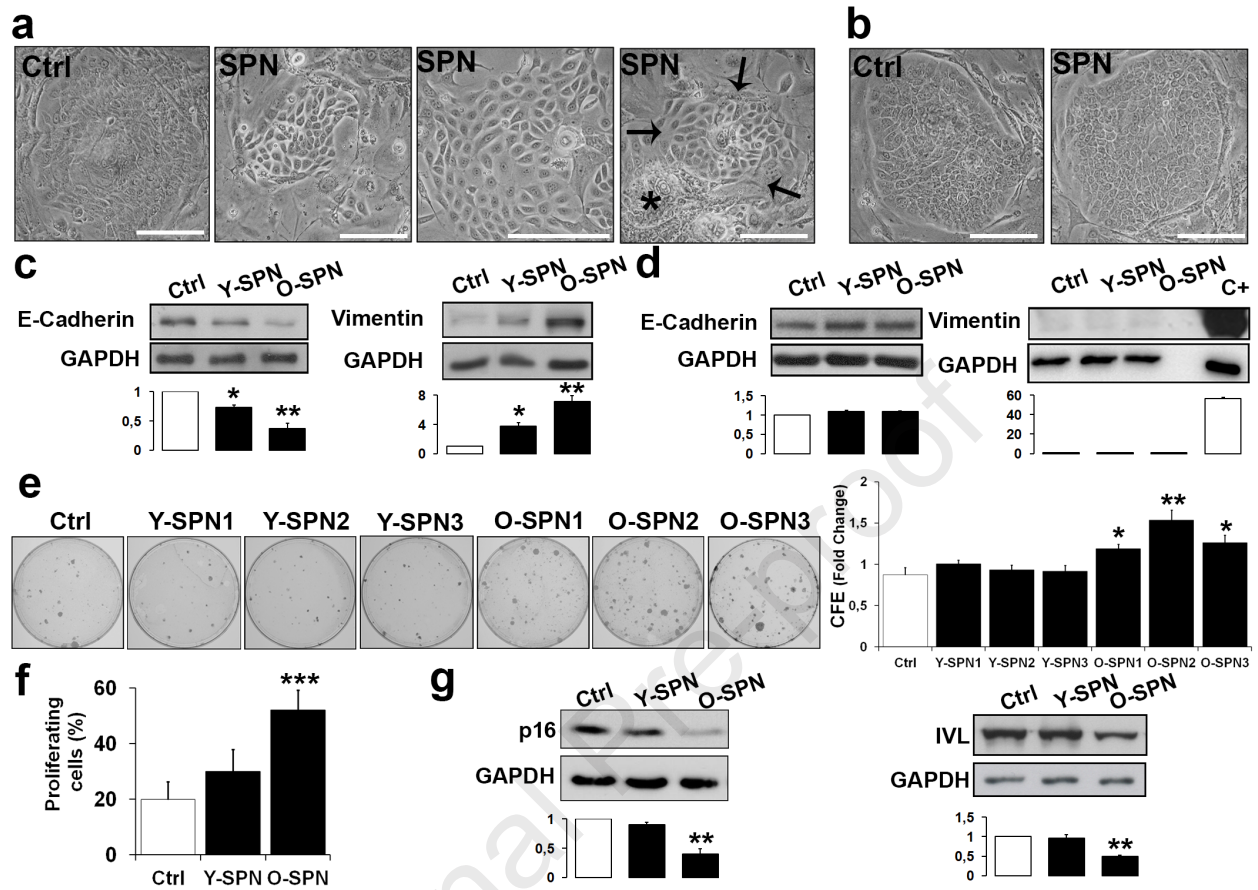 a
Ctrl
SPN
SPN
SPN
*
b
Ctrl
SPN
c
Ctrl
Y-SPN
O-SPN
E-Cadherin
GAPDH
1
0,5
0
*
**
Ctrl
Y-SPN
O-SPN
Vimentin
GAPDH
8
4
0
*
**
d
Ctrl
Y-SPN
O-SPN
E-Cadherin
GAPDH
1,5
1
0,5
0
Ctrl
Y-SPN
O-SPN
C+
Vimentin
GAPDH
60
40
20
0
e
Ctrl
Y-SPN1
Y-SPN2
Y-SPN3
O-SPN1
O-SPN2
O-SPN3
CFE (Fold Change)
2
1,5
1
0,5
0
*
**
*
Ctrl
Y-SPN1
Y-SPN2
Y-SPN3
O-SPN1
O-SPN2
O-SPN3
f
Proliferating
cells (%)
60
40
20
0
***
Ctrl
Y-SPN
O-SPN
g
Ctrl
Y-SPN
O-SPN
p16
GAPDH
1
0,5
0
**
Ctrl
Y-SPN
O-SPN
IVL
GAPDH
1,5
1
0,5
0
**
nal Pre-proof